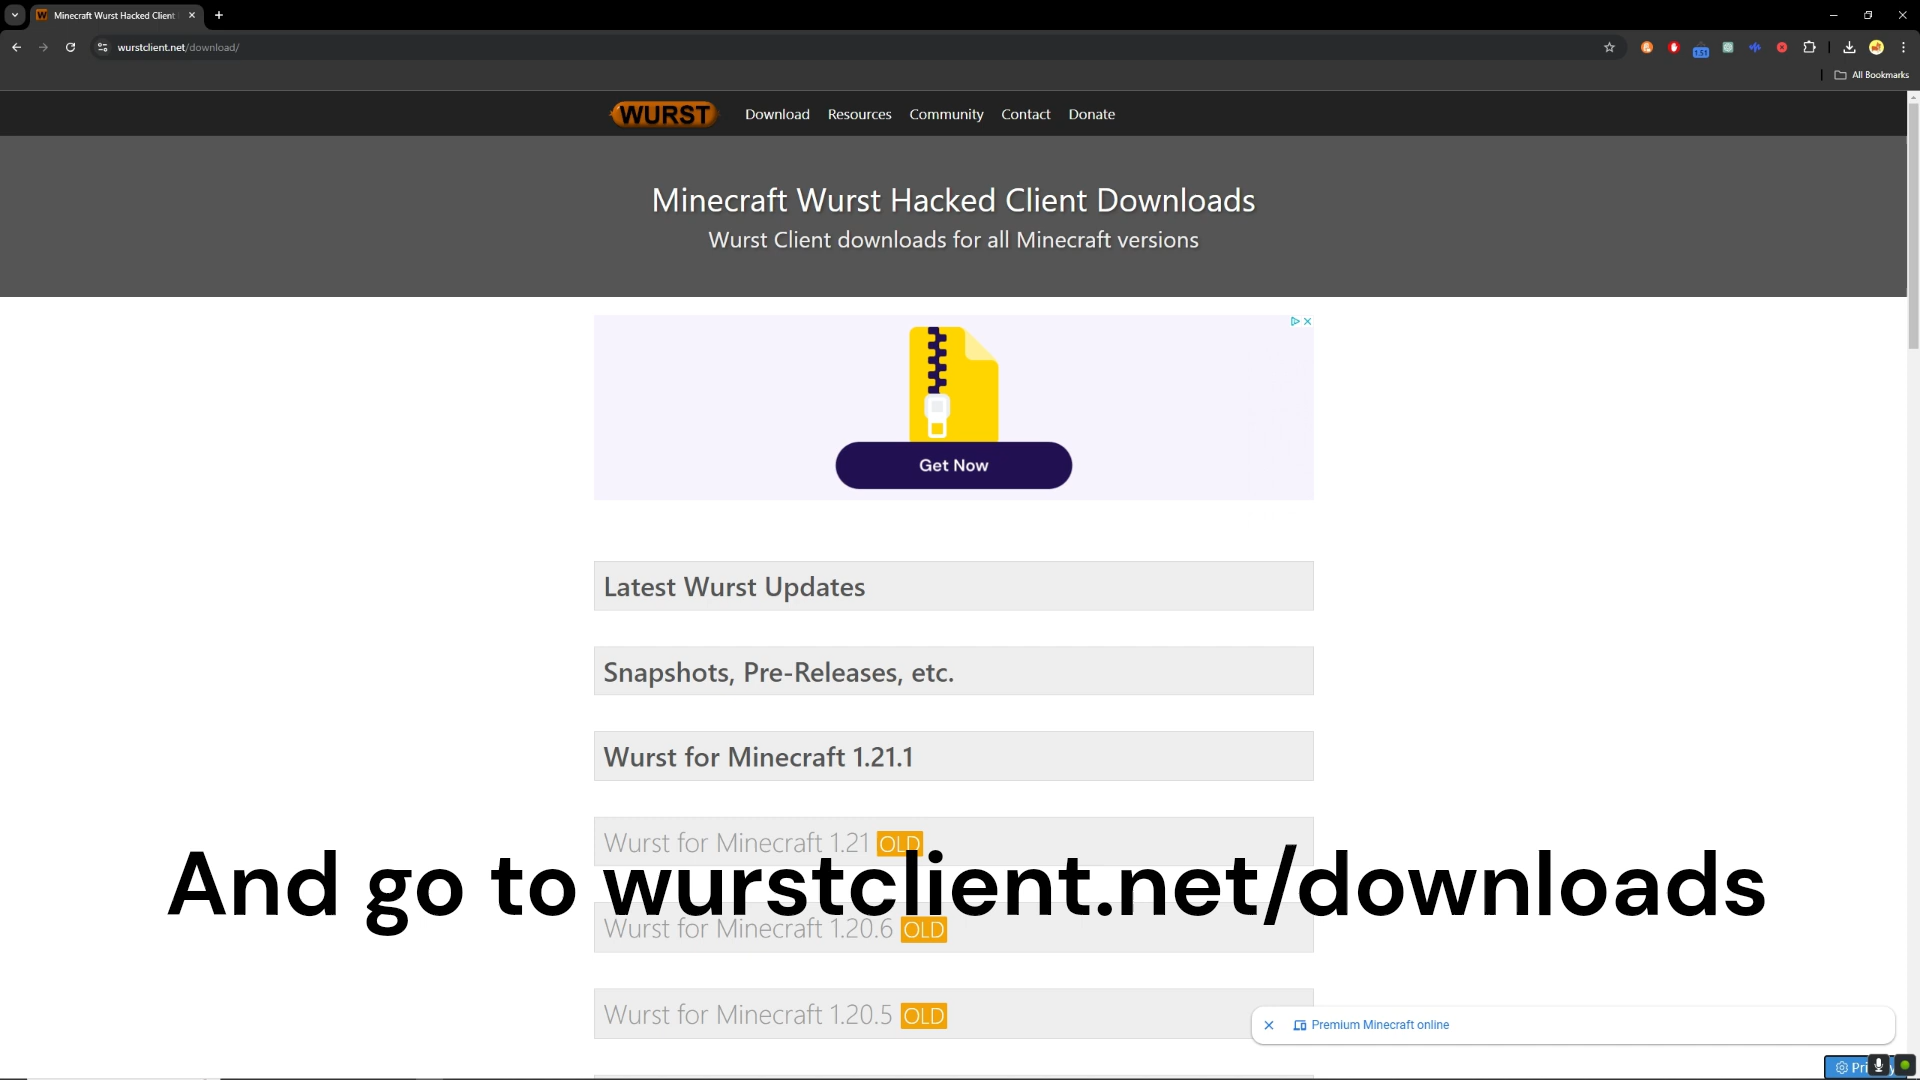 Minecraft Wurst Hacked Client
wurstclient.net/download/
1.51
All Bookmarks
WURST
Download
Resources
Community
Contact
Donate
Minecraft Wurst Hacked Client Downloads
Wurst Client downloads for all Minecraft versions
Get Now
Latest Wurst Updates
Snapshots, Pre-Releases, etc.
Wurst for Minecraft 1.21.1
Wurst for Minecraft 1.21 OLD
And go to wurstclient.net/downloads
Wurst for Minecraft 1.20.6 OLD
Wurst for Minecraft 1.20.5 OLD
Premium Minecraft online